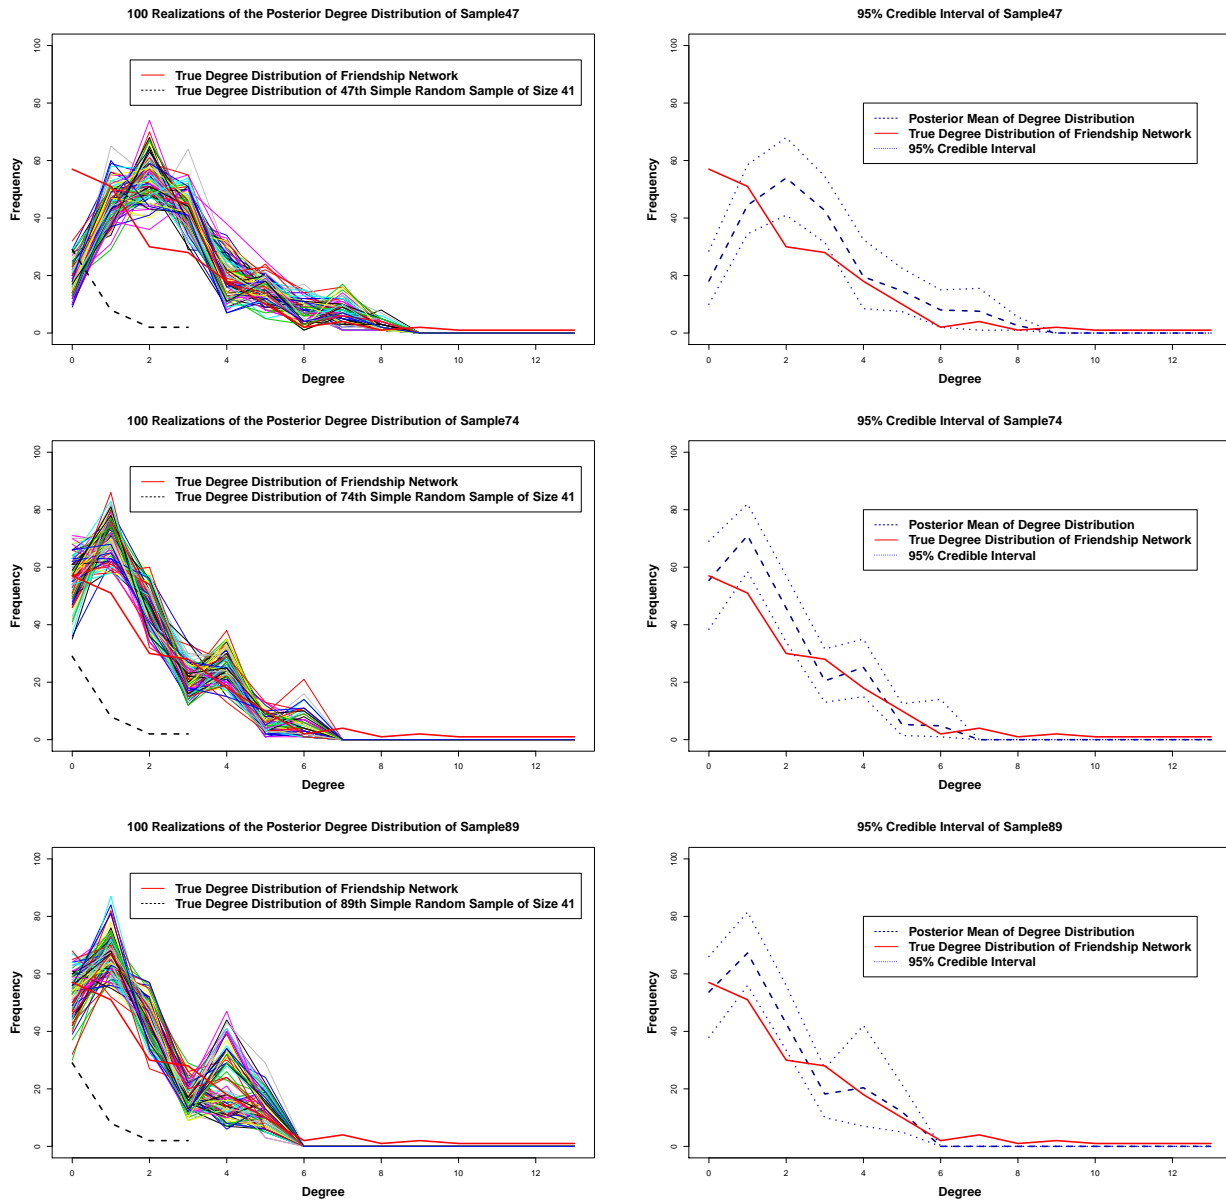 100 Realizations of the Posterior Degree Distribution of Sample47
Frequency
100
80
60
40
20
0
True Degree Distribution of Friendship Network
True Degree Distribution of 47th Simple Random Sample of Size 41
0 2 4 6 8 10 12
Degree
95% Credible Interval of Sample47
Frequency
100
80
60
40
20
0
Posterior Mean of Degree Distribution
True Degree Distribution of Friendship Network
95% Credible Interval
0 2 4 6 8 10 12
Degree
100 Realizations of the Posterior Degree Distribution of Sample74
Frequency
100
80
60
40
20
0
True Degree Distribution of Friendship Network
True Degree Distribution of 74th Simple Random Sample of Size 41
0 2 4 6 8 10 12
Degree
95% Credible Interval of Sample74
Frequency
100
80
60
40
20
0
Posterior Mean of Degree Distribution
True Degree Distribution of Friendship Network
95% Credible Interval
0 2 4 6 8 10 12
Degree
100 Realizations of the Posterior Degree Distribution of Sample89
Frequency
100
80
60
40
20
0
True Degree Distribution of Friendship Network
True Degree Distribution of 89th Simple Random Sample of Size 41
0 2 4 6 8 10 12
Degree
95% Credible Interval of Sample89
Frequency
100
80
60
40
20
0
Posterior Mean of Degree Distribution
True Degree Distribution of Friendship Network
95% Credible Interval
0 2 4 6 8 10 12
Degree